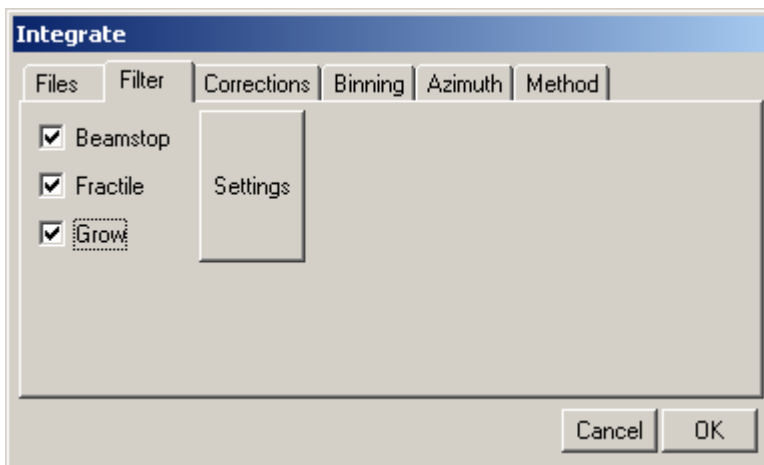 Integrate
Files Filter Corrections Binning Azimuth Method
Beamstop
Fractile Settings
Grow
Cancel OK